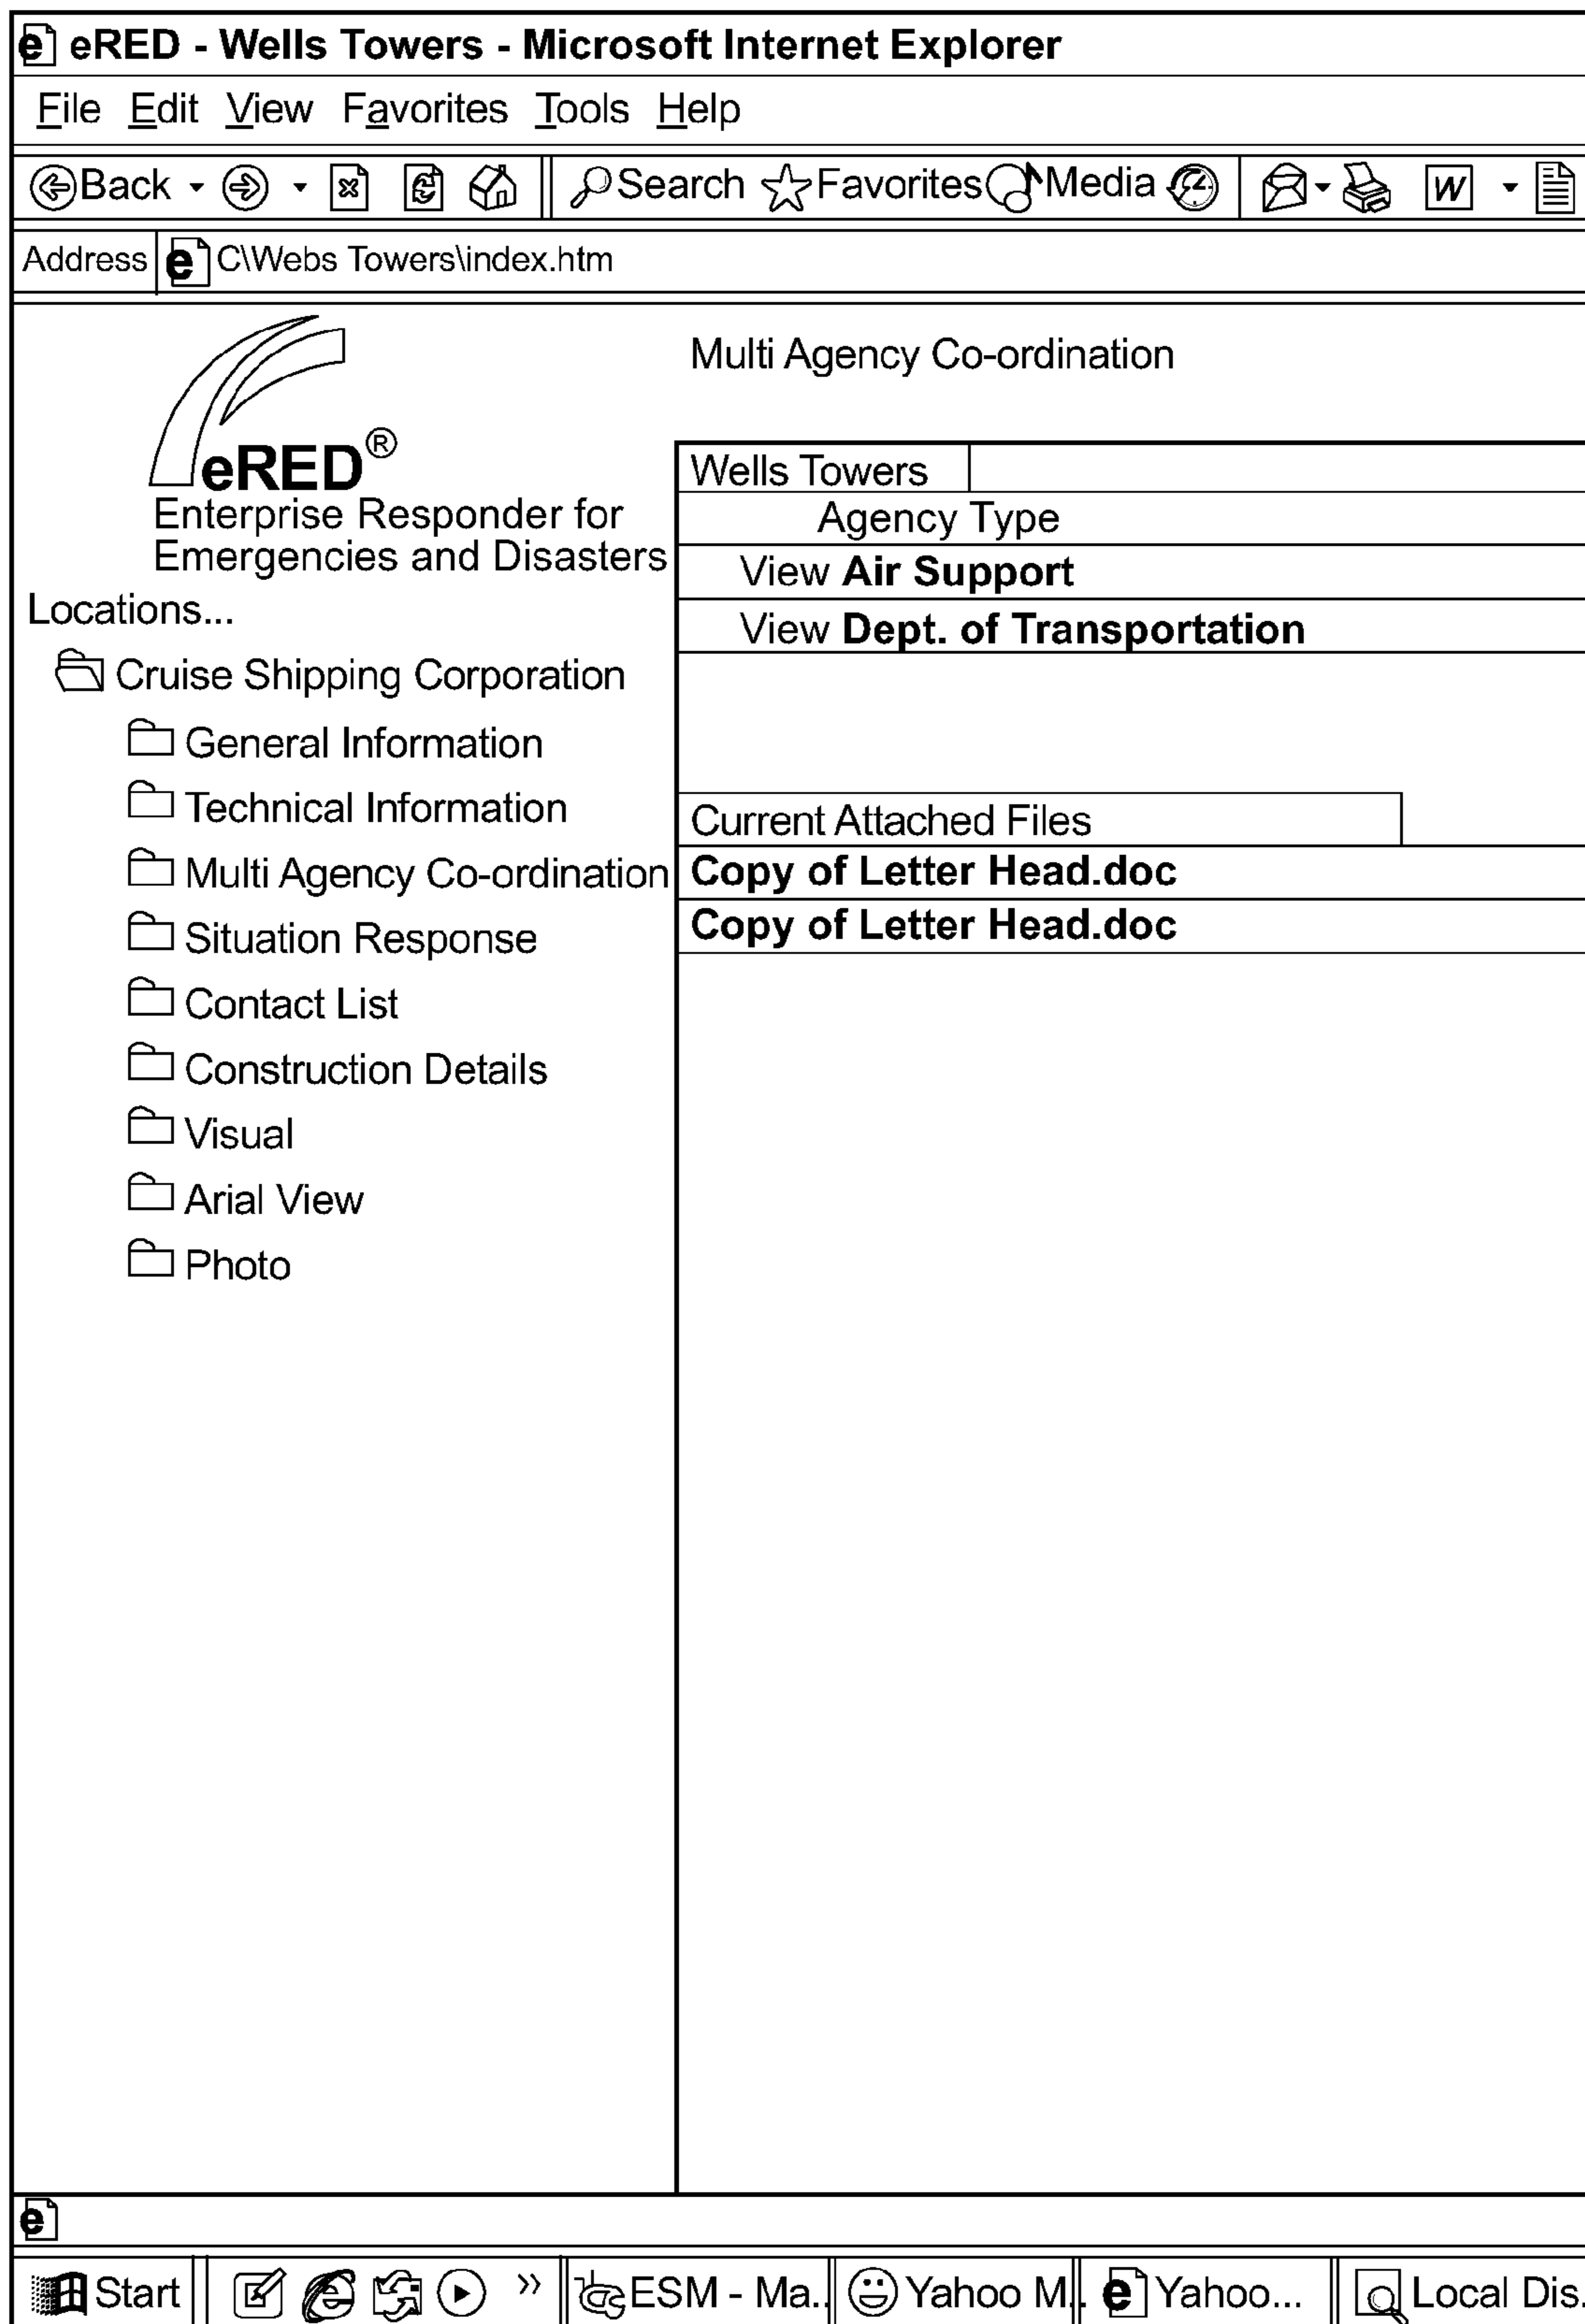 eRED - Wells Towers - Microsoft Internet Explorer
File Edit View Favorites Tools Help
Back Search Favorites Media W
Address C\Webs Towers\index.htm
eRED®
Enterprise Responder for
Emergencies and Disasters
Locations...
Cruise Shipping Corporation
General Information
Technical Information
Multi Agency Co-ordination
Situation Response
Contact List
Construction Details
Visual
Arial View
Photo
Multi Agency Co-ordination
Wells Towers
Agency Type
View Air Support
View Dept. of Transportation
Current Attached Files
Copy of Letter Head.doc
Copy of Letter Head.doc
Start » ESM - Ma.. Yahoo M.. Yahoo... Local Dis.